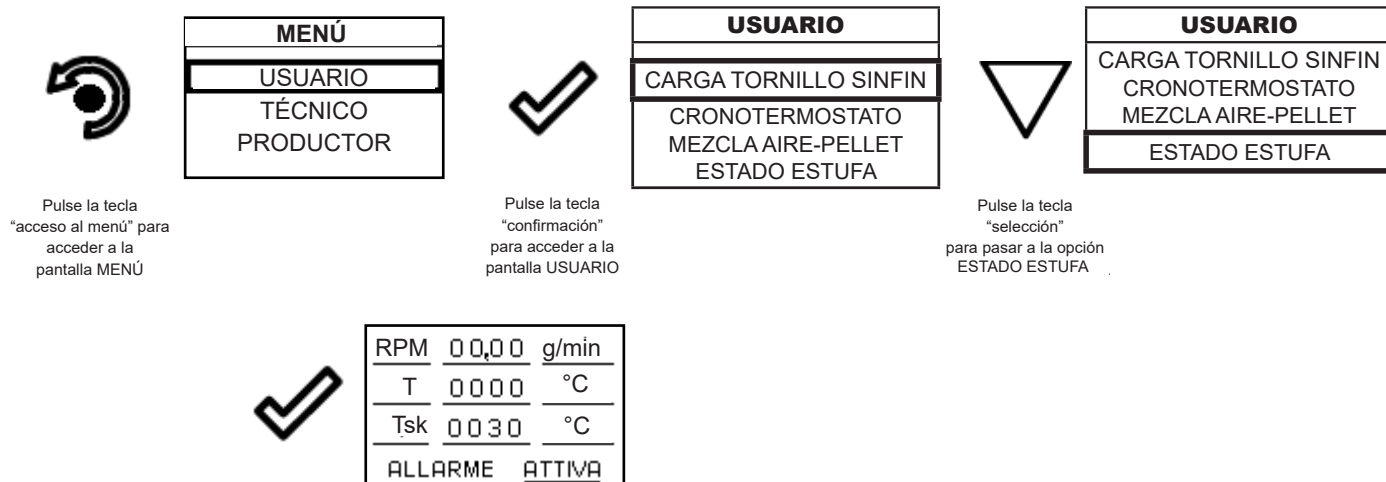 MENÚ
USUARIO
TÉCNICO
PRODUCTOR
Pulse la tecla
“acceso al menú” para
acceder a la
pantalla MENÚ
USUARIO
CARGA TORNILLO SINFIN
CRONOTERMOSTATO
MEZCLA AIRE-PELLET
ESTADO ESTUFA
Pulse la tecla
“confirmación”
para acceder a la
pantalla USUARIO
USUARIO
CARGA TORNILLO SINFIN
CRONOTERMOSTATO
MEZCLA AIRE-PELLET
ESTADO ESTUFA
Pulse la tecla
“selección”
para pasar a la opción
ESTADO ESTUFA
RPM 00,00 g/min
T 0000 °C
Tsk 0030 °C
ALLARME ATTIVA